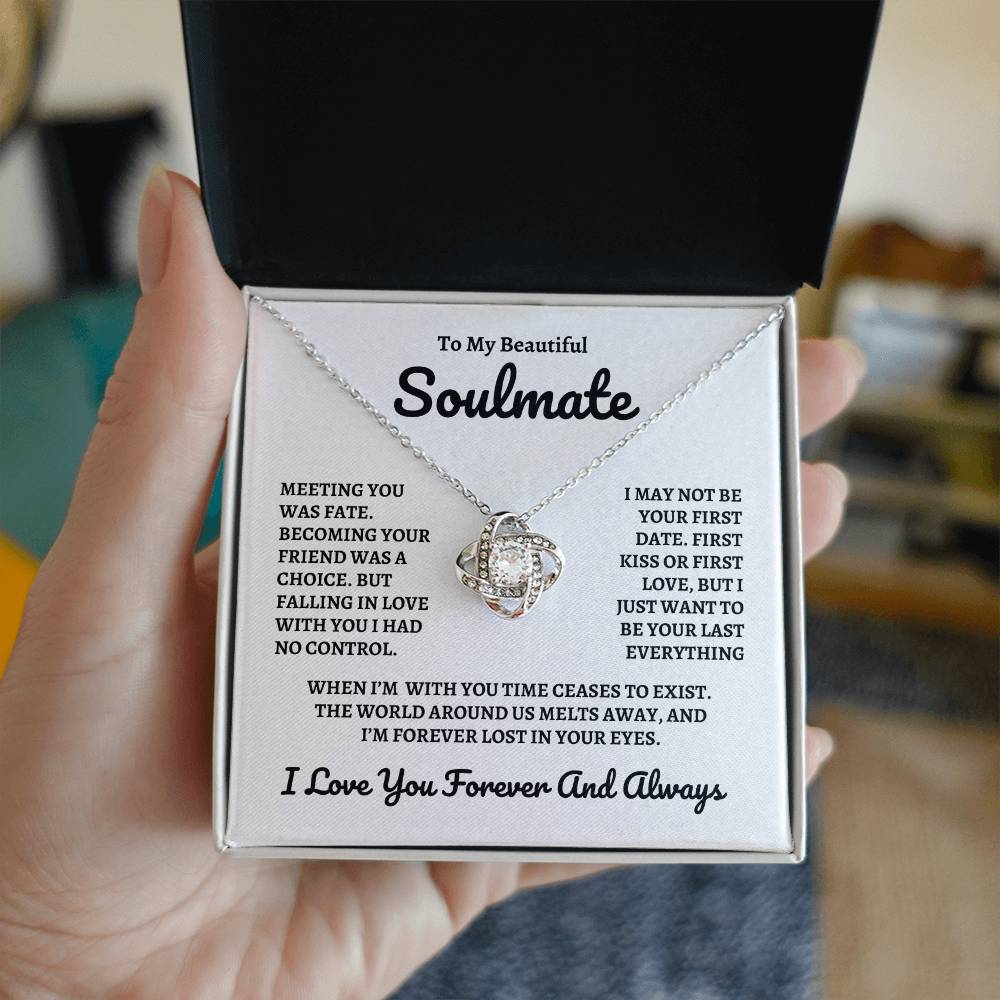 To My Beautiful
Soulmate
MEETING YOU
WAS FATE.
BECOMING YOUR
FRIEND WAS A
CHOICE. BUT
FALLING IN LOVE
WITH YOU I HAD
NO CONTROL.
I MAY NOT BE
YOUR FIRST
DATE. FIRST
KISS OR FIRST
LOVE, BUT I
JUST WANT TO
BE YOUR LAST
EVERYTHING
WHEN I'M WITH YOU TIME CEASES TO EXIST.
THE WORLD AROUND US MELTS AWAY, AND
I'M FOREVER LOST IN YOUR EYES.
I Love You Forever And Always